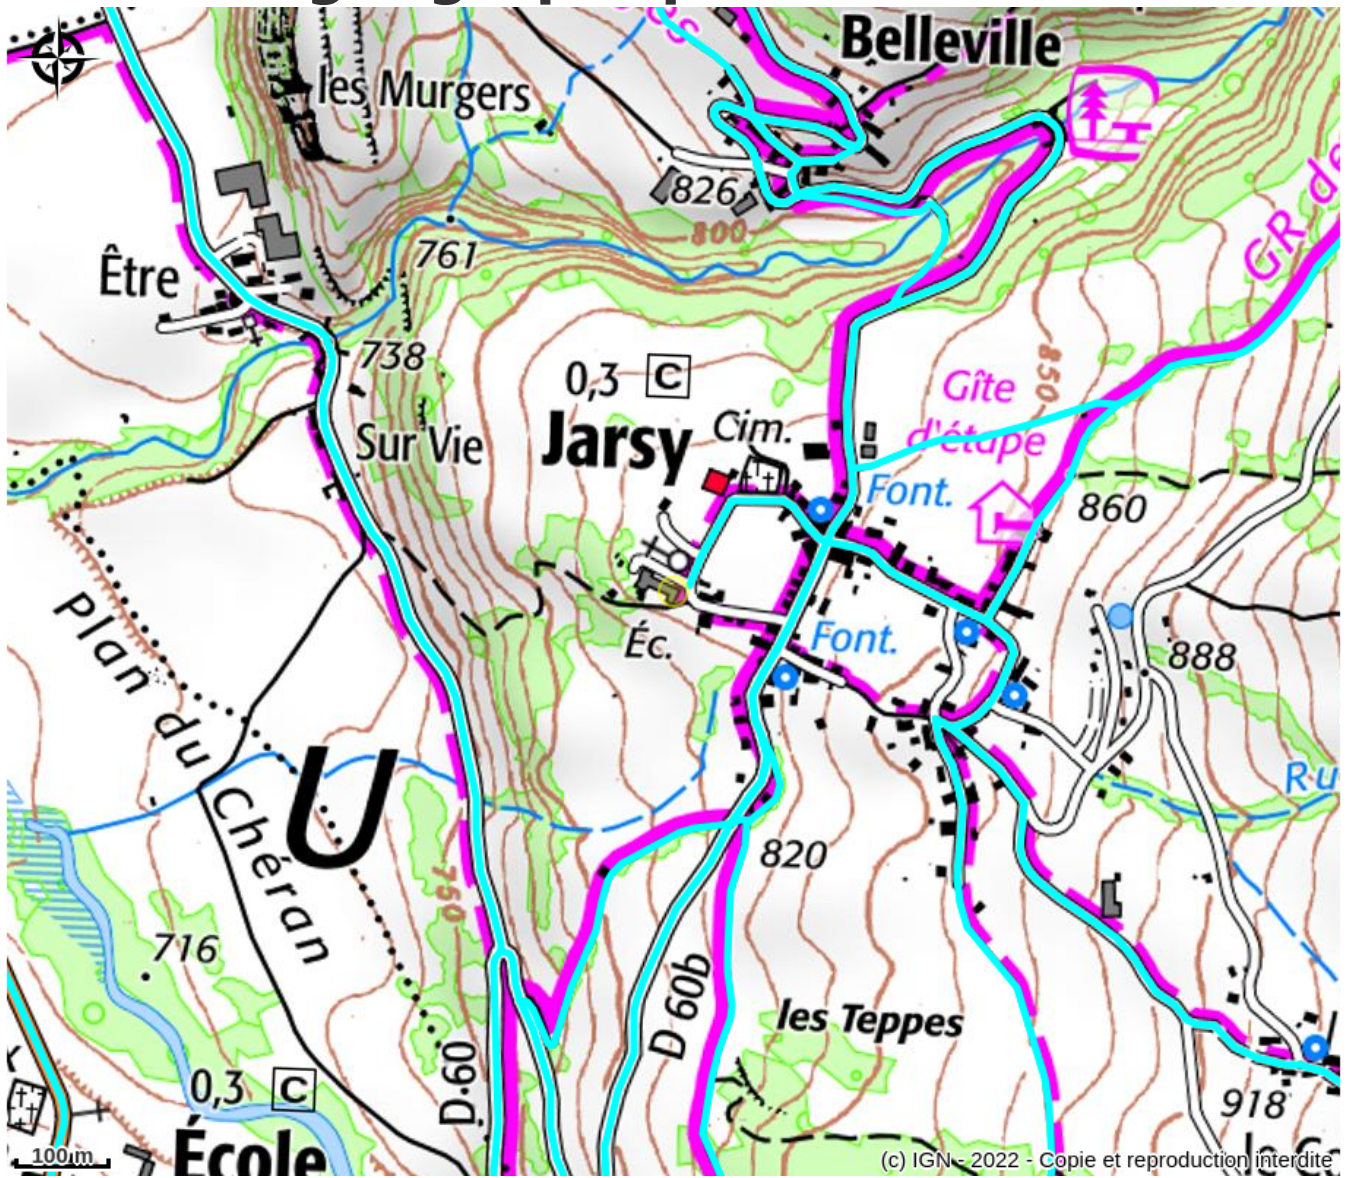 Belleville
les Murgers
826
800
761
Être
GR de
738
0,3 C
850
Gîte
d'étape
Cim.
Jarsy
Sur Vie
Font.
860
Éc.
Font.
888
Plan du
Chéran
U
Ru
820
750
716
D 60b
les Teppes
D.60
0,3 C
918
École
le Co
100 m
(c) IGN - 2022 - Copie et reproduction interdite